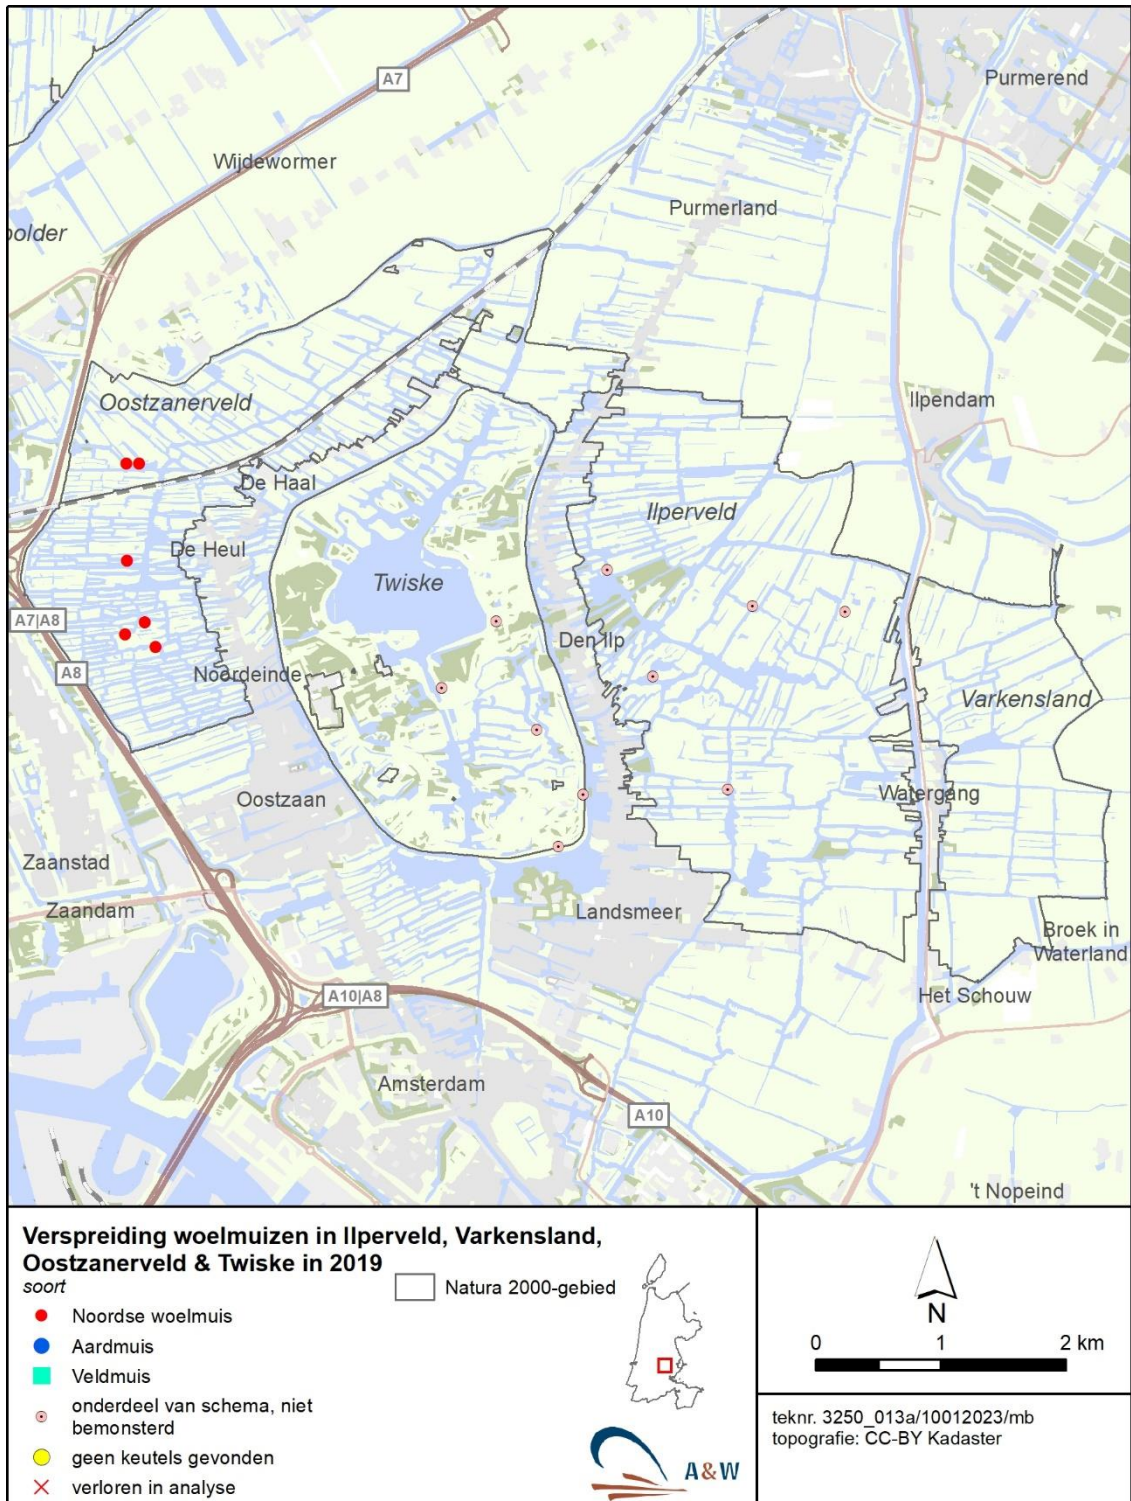 A7
Purmerend
Wijdewormer
Purmerland
polder
Oostzanerveld
Ilpendam
De Haal
Ilperveld
De Heul
Twiske
A7|A8
Den Ilp
A8
Noordeinde
Varkensland
Oostzaan
Watergang
Zaanstad
Zaandam
Landsmeer
Broek in
Waterland
A10|A8
Het Schouw
Amsterdam
A10
't Nopeind
Verspreiding woelmuizen in Ilperveld, Varkensland,
Oostzanerveld & Twiske in 2019
soort
Natura 2000-gebied
Noordse woelmuis
Aardmuis
Veldmuis
onderdeel van schema, niet
bemonsterd
geen keutels gevonden
verloren in analyse
A&W
N
0 1 2 km
teknr. 3250_013a/10012023/mb
topografie: CC-BY Kadaster